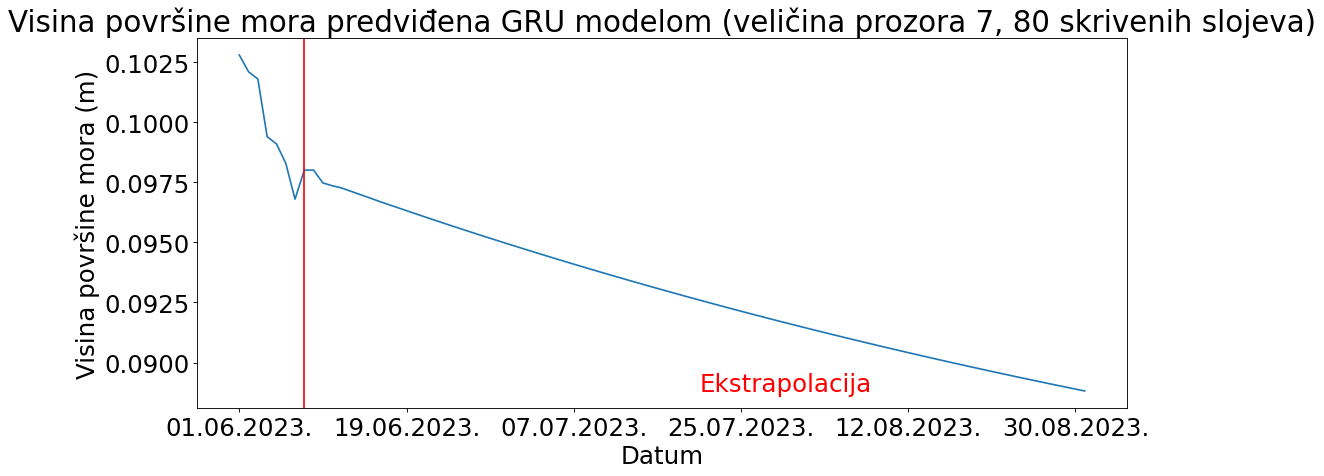 Visina površine mora predviđena GRU modelom (veličina prozora 7, 80 skrivenih slojeva)
Visina površine mora (m)
0.1025
0.1000
0.0975
0.0950
0.0925
0.0900
Ekstrapolacija
01.06.2023. 19.06.2023. 07.07.2023. 25.07.2023. 12.08.2023. 30.08.2023.
Datum